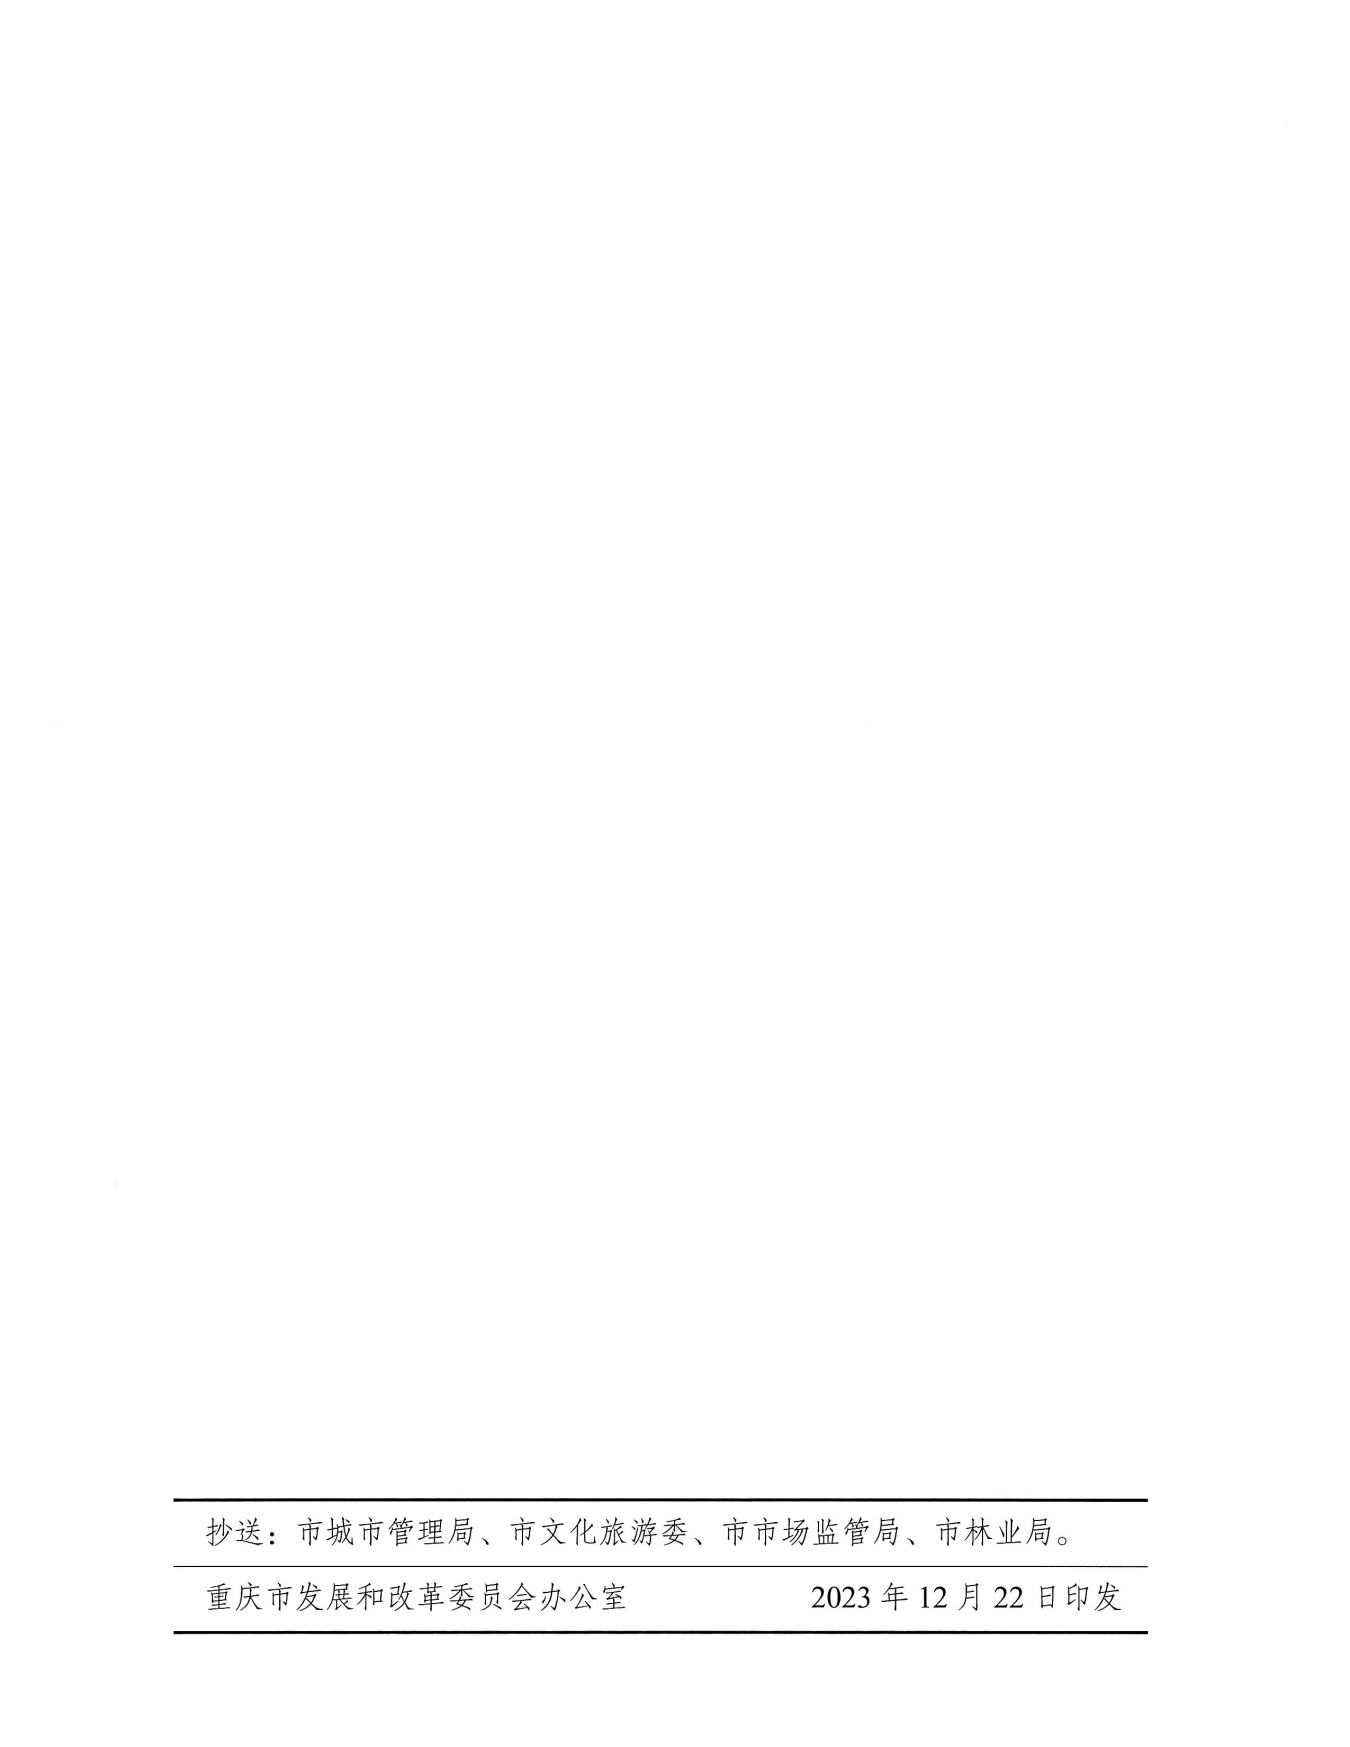 抄送：市城市管理局、市文化旅游委、市市场监管局、市林业局。
重庆市发展和改革委员会办公室 2023 年 12 月 22 日印发